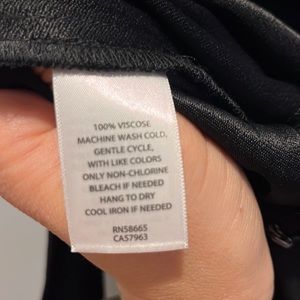 100% VISCOSE
MACHINE WASH COLD,
GENTLE CYCLE,
WITH LIKE COLORS
ONLY NON-CHLORINE
BLEACH IF NEEDED
HANG TO DRY
COOL IRON IF NEEDED
RN58665
CA57963